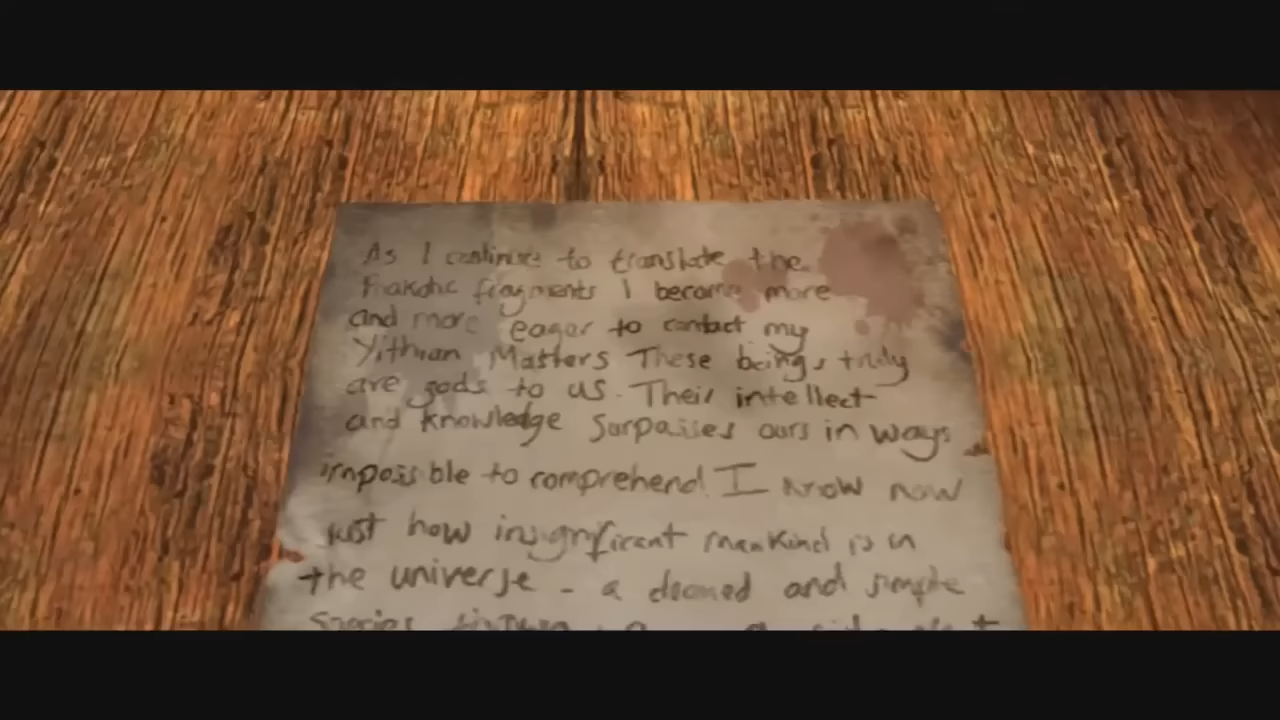 As I continue to translate the
Pnakotic fragments I become more
and more eager to contact my
Yithian Masters These beings truly
are gods to us. Their intellect
and knowledge surpasses ours in ways
impossible to comprehend I know now
just how insignificant mankind is in
the universe - a doomed and simple